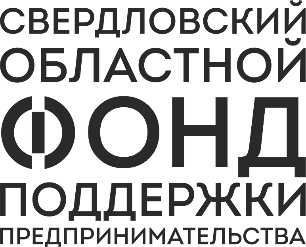 СВЕРДЛОВСКИЙ
ОБЛАСТНОЙ
ФОНД
ПОДДЕРЖКИ
ПРЕДПРИНИМАТЕЛЬСТВА